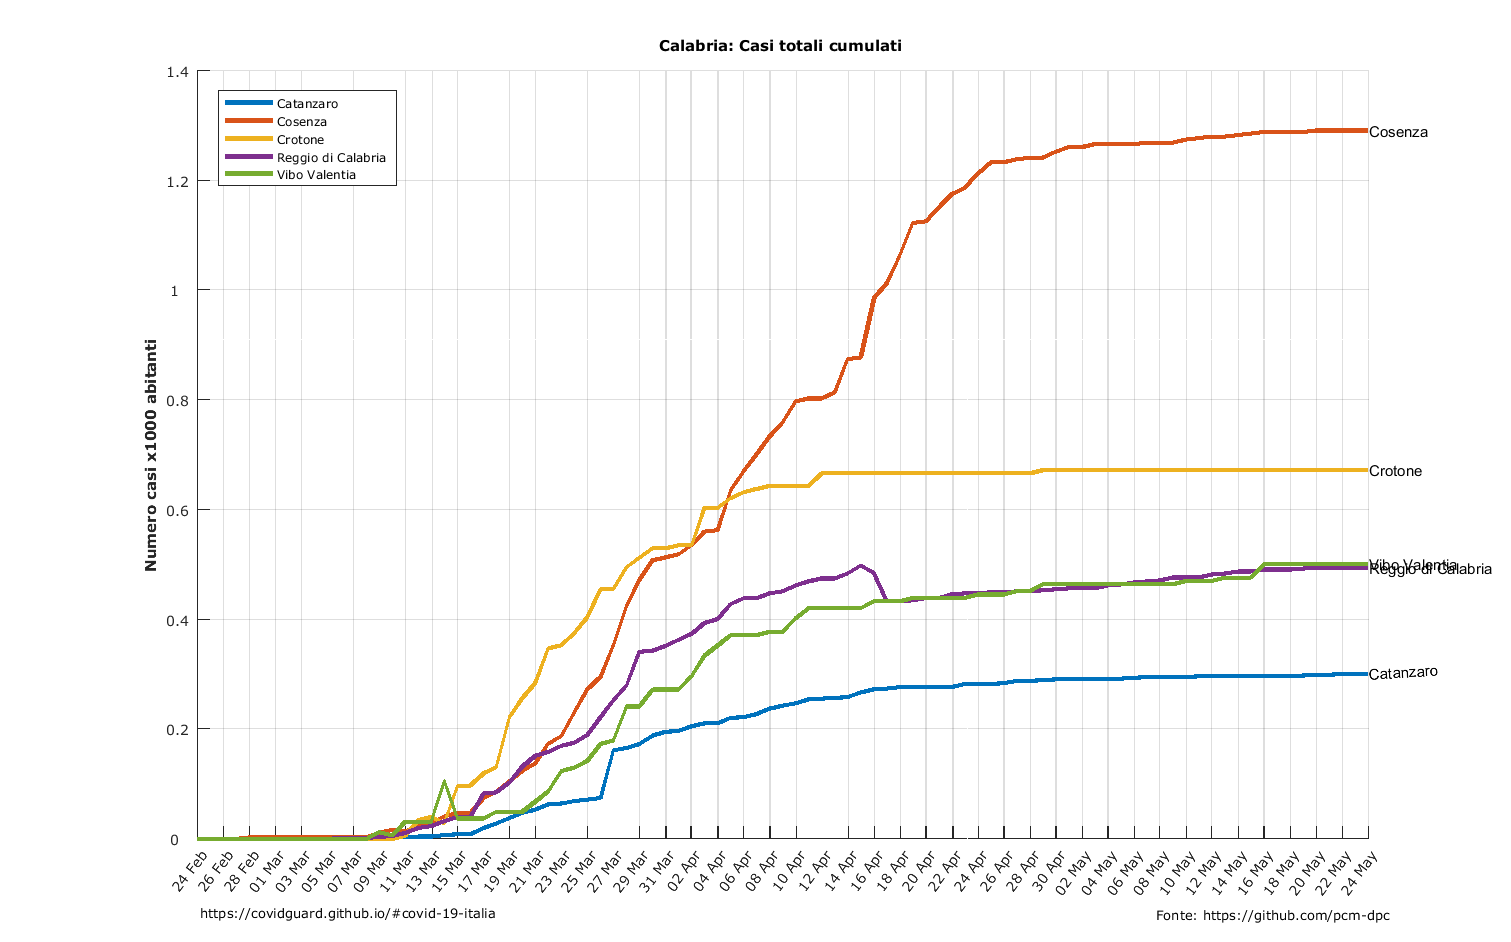 Calabria: Casi totali cumulati
Numero casi x1000 abitanti
1.4
1.2
1
0.8
0.6
0.4
0.2
0
Catanzaro
Cosenza
Crotone
Reggio di Calabria
Vibo Valentia
Cosenza
Crotone
Vibo Valentia
Reggio di Calabria
Catanzaro
24 Feb
26 Feb
28 Feb
01 Mar
03 Mar
05 Mar
07 Mar
09 Mar
11 Mar
13 Mar
15 Mar
17 Mar
19 Mar
21 Mar
23 Mar
25 Mar
27 Mar
29 Mar
31 Mar
02 Apr
04 Apr
06 Apr
08 Apr
10 Apr
12 Apr
14 Apr
16 Apr
18 Apr
20 Apr
22 Apr
24 Apr
26 Apr
28 Apr
30 Apr
02 May
04 May
06 May
08 May
10 May
12 May
14 May
16 May
18 May
20 May
22 May
24 May
https://covidguard.github.io/#covid-19-italia
Fonte: https://github.com/pcm-dpc